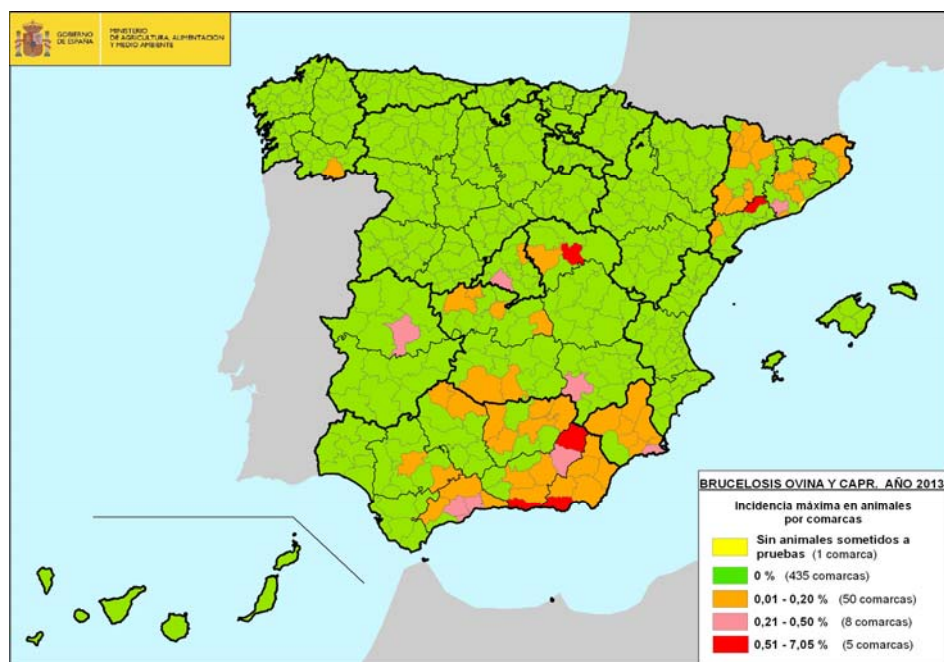 GOBIERNO
DE ESPAÑA
MINISTERIO
DE AGRICULTURA, ALIMENTACIÓN
Y MEDIO AMBIENTE
BRUCELOSIS OVINA Y CAPR. AÑO 2013
Incidencia máxima en animales
por comarcas
Sin animales sometidos a
pruebas (1 comarca)
0 % (435 comarcas)
0,01 - 0,20 % (50 comarcas)
0,21 - 0,50 % (8 comarcas)
0,51 - 7,05 % (5 comarcas)